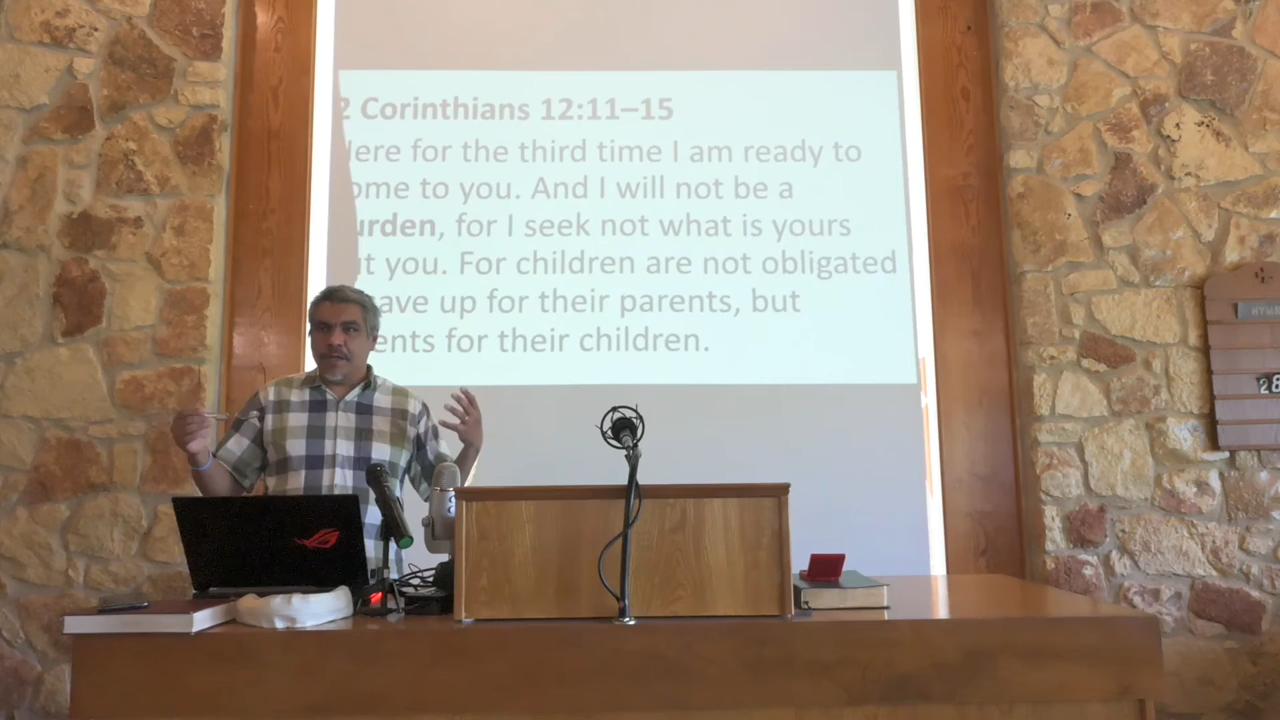 2 Corinthians 12:11–15
ere for the third time I am ready to
ome to you. And I will not be a
urden, for I seek not what is yours
ut you. For children are not obligated
ave up for their parents, but
ents for their children.
HYMN
28